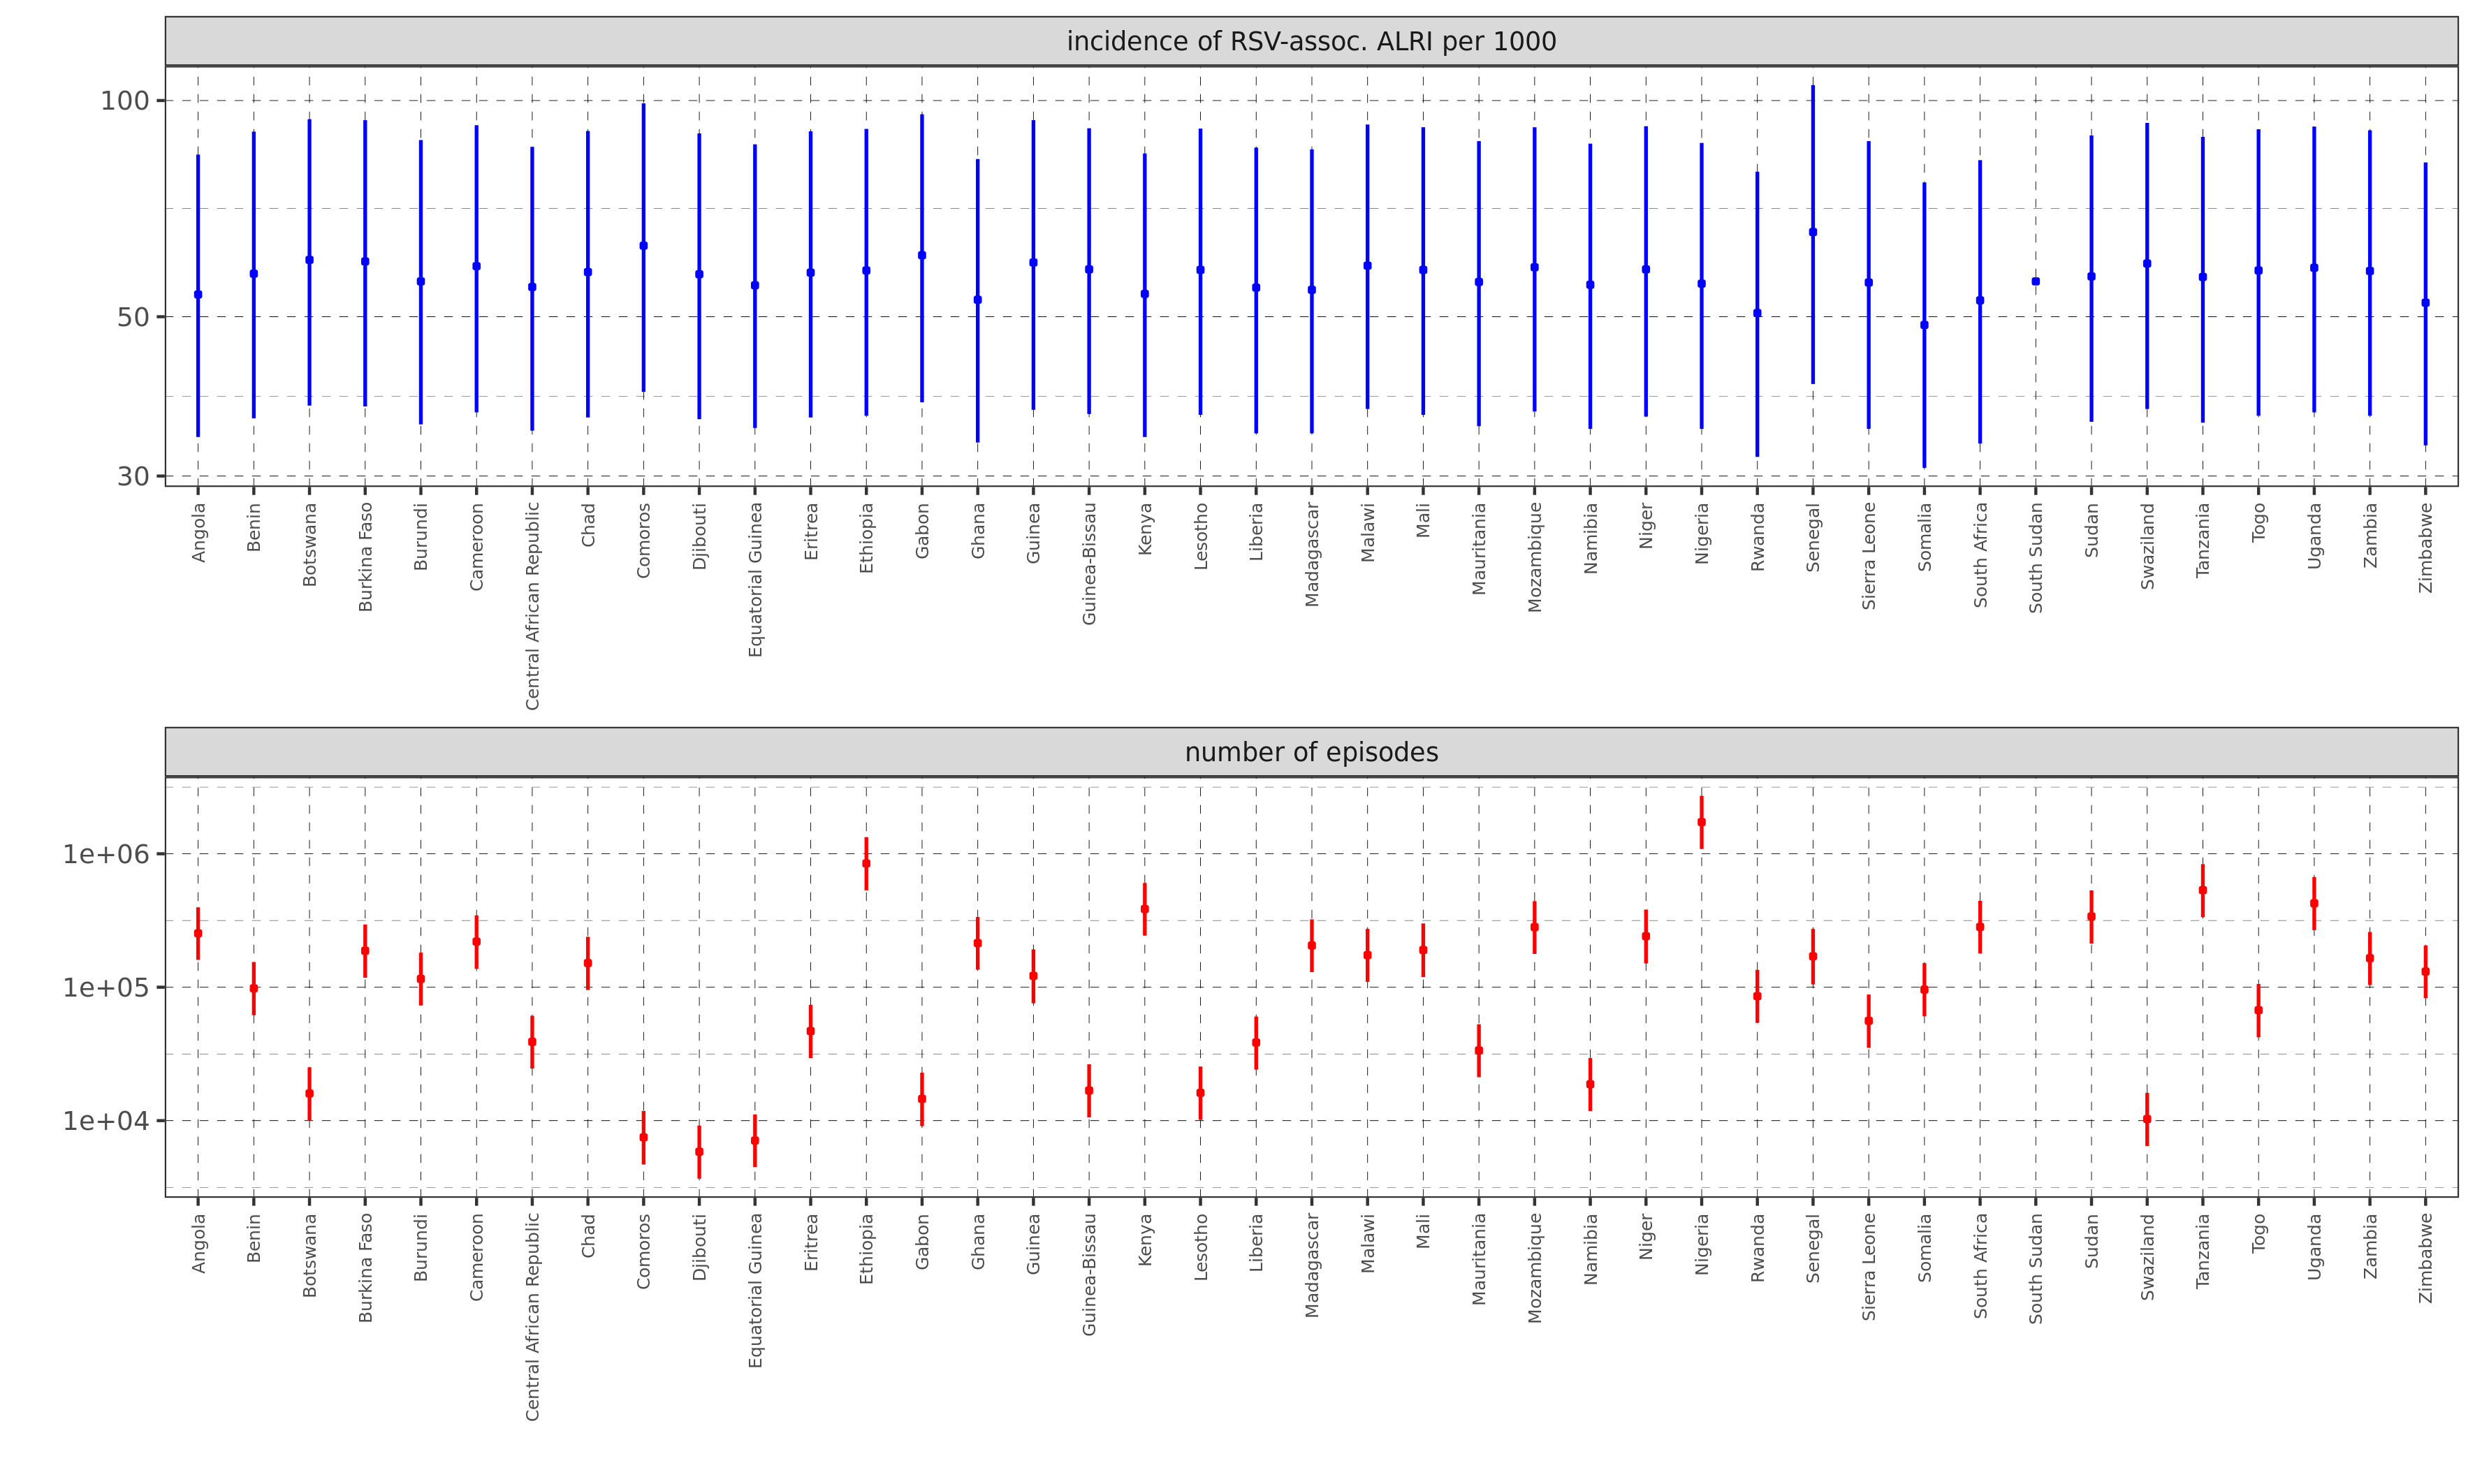 incidence of RSV-assoc. ALRI per 1000
100
50
30
Angola
Benin
Botswana
Burkina Faso
Burundi
Cameroon
Central African Republic
Chad
Comoros
Djibouti
Equatorial Guinea
Eritrea
Ethiopia
Gabon
Ghana
Guinea
Guinea-Bissau
Kenya
Lesotho
Liberia
Madagascar
Malawi
Mali
Mauritania
Mozambique
Namibia
Niger
Nigeria
Rwanda
Senegal
Sierra Leone
Somalia
South Africa
South Sudan
Sudan
Swaziland
Tanzania
Togo
Uganda
Zambia
Zimbabwe
number of episodes
1e+06
1e+05
1e+04
Angola
Benin
Botswana
Burkina Faso
Burundi
Cameroon
Central African Republic
Chad
Comoros
Djibouti
Equatorial Guinea
Eritrea
Ethiopia
Gabon
Ghana
Guinea
Guinea-Bissau
Kenya
Lesotho
Liberia
Madagascar
Malawi
Mali
Mauritania
Mozambique
Namibia
Niger
Nigeria
Rwanda
Senegal
Sierra Leone
Somalia
South Africa
South Sudan
Sudan
Swaziland
Tanzania
Togo
Uganda
Zambia
Zimbabwe